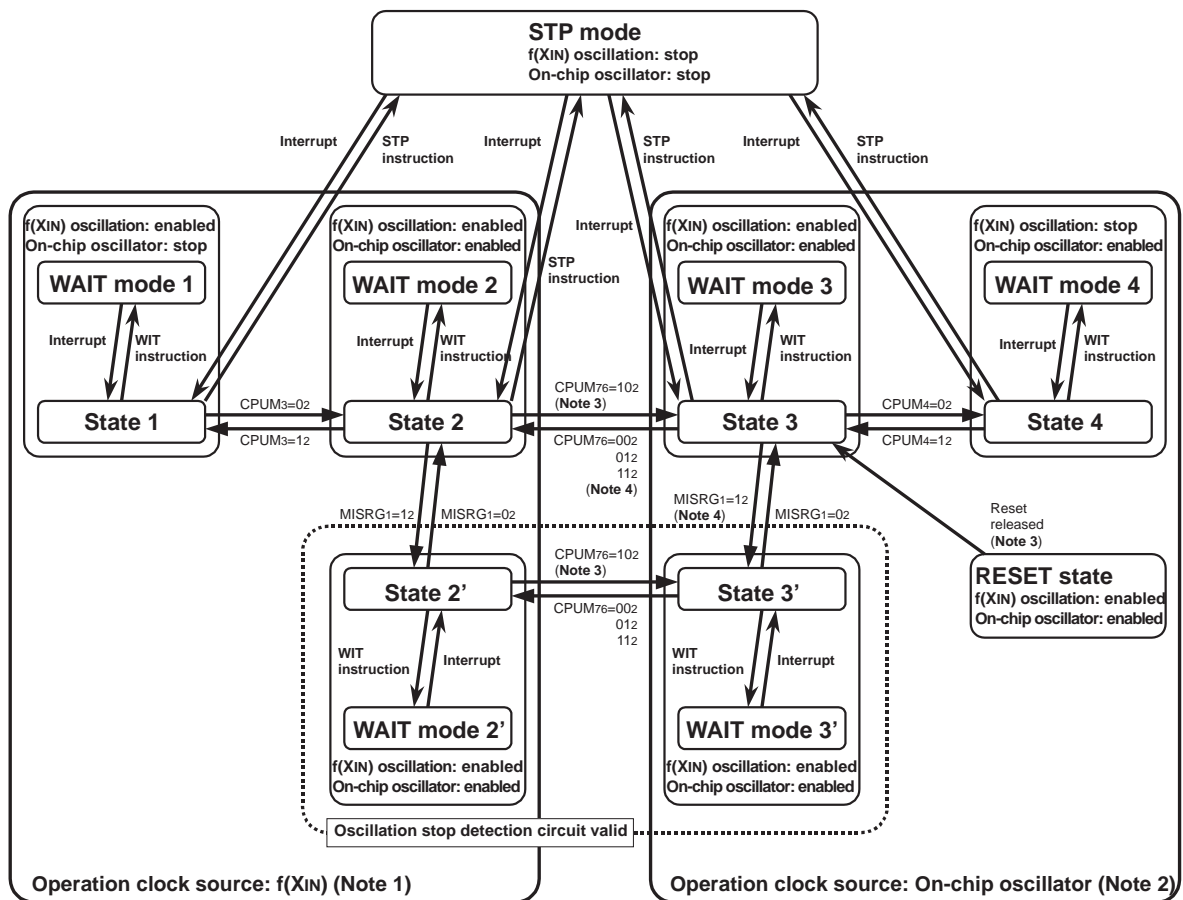 STP mode
f(XIN) oscillation: stop
On-chip oscillator: stop
Interrupt
STP
instruction
Interrupt
STP
instruction
Interrupt
STP
instruction
Interrupt
STP
instruction
f(XIN) oscillation: enabled
On-chip oscillator: stop
WAIT mode 1
Interrupt
WIT
instruction
State 1
CPUM3=02
CPUM3=12
f(XIN) oscillation: enabled
On-chip oscillator: enabled
WAIT mode 2
Interrupt
WIT
instruction
State 2
CPUM76=102
(Note 3)
CPUM76=002
012
112
(Note 4)
f(XIN) oscillation: enabled
On-chip oscillator: enabled
WAIT mode 3
Interrupt
WIT
instruction
State 3
CPUM4=02
CPUM4=12
f(XIN) oscillation: stop
On-chip oscillator: enabled
WAIT mode 4
Interrupt
WIT
instruction
State 4
MISRG1=12
MISRG1=02
MISRG1=12
(Note 4)
MISRG1=02
Reset
released
(Note 3)
RESET state
f(XIN) oscillation: enabled
On-chip oscillator: enabled
State 2’
CPUM76=102
(Note 3)
CPUM76=002
012
112
State 3’
WIT
instruction
Interrupt
WAIT mode 2’
f(XIN) oscillation: enabled
On-chip oscillator: enabled
WIT
instruction
Interrupt
WAIT mode 3’
f(XIN) oscillation: enabled
On-chip oscillator: enabled
Oscillation stop detection circuit valid
Operation clock source: f(XIN) (Note 1)
Operation clock source: On-chip oscillator (Note 2)